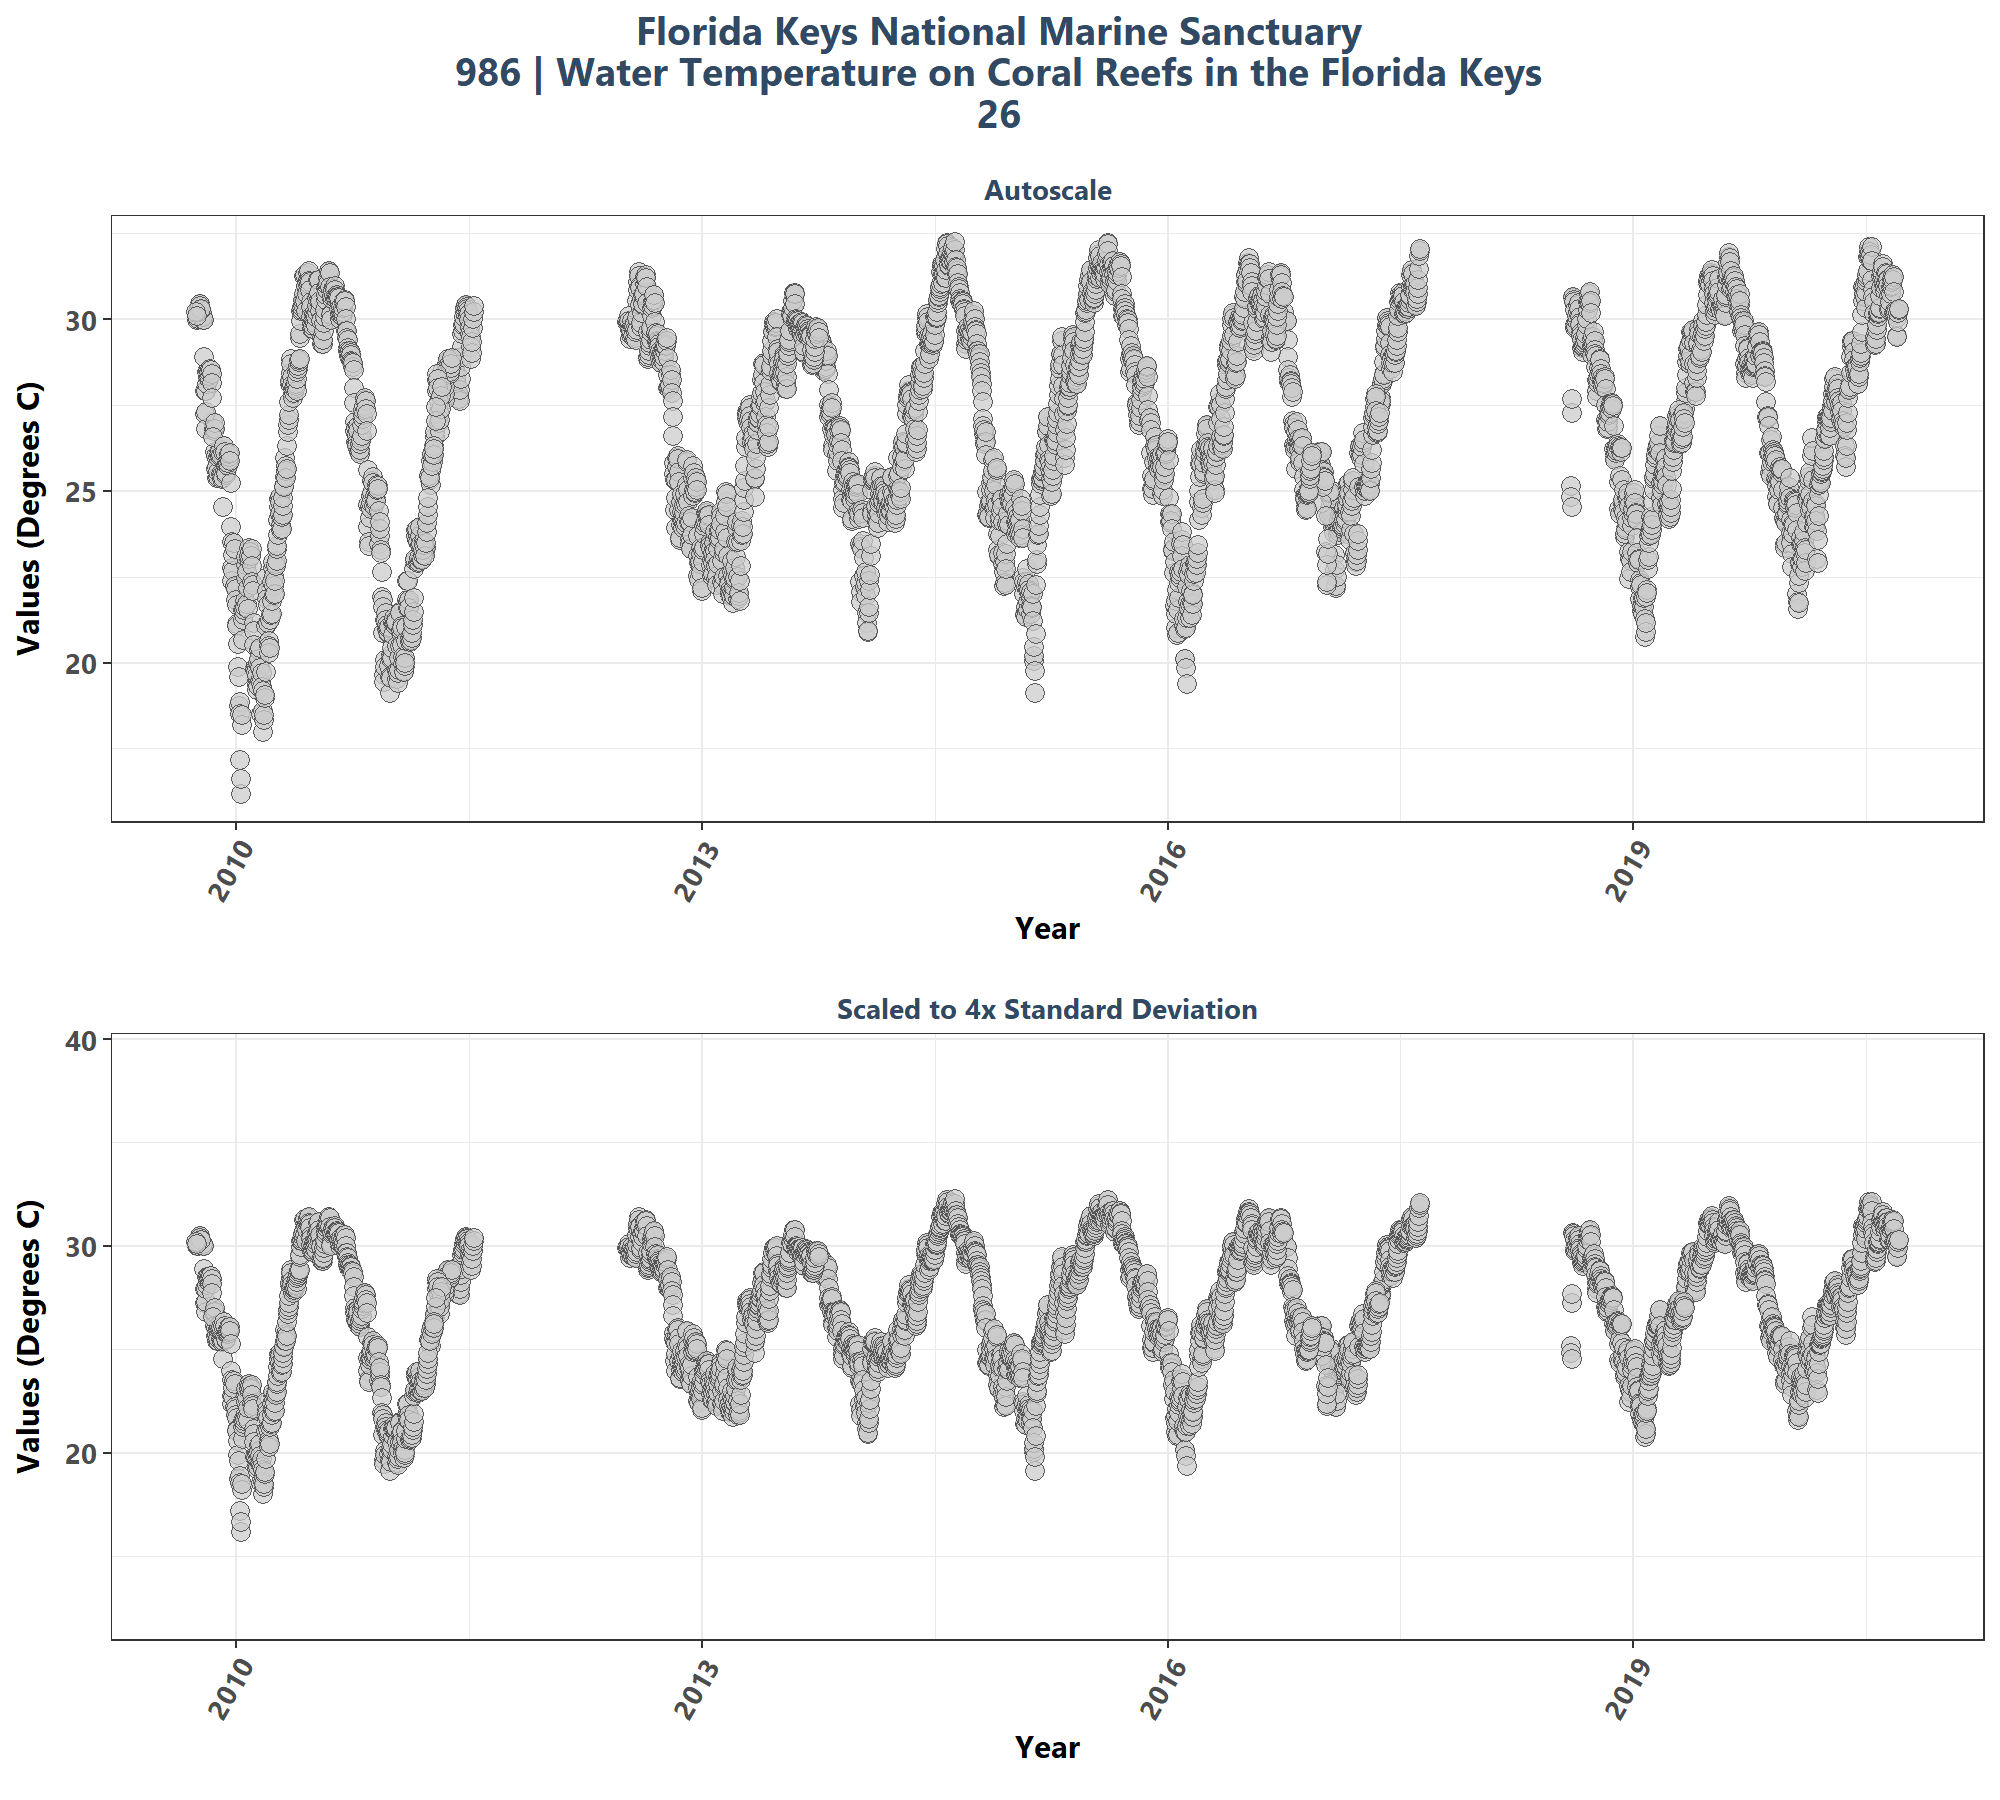 Florida Keys National Marine Sanctuary
986 | Water Temperature on Coral Reefs in the Florida Keys
26
Autoscale
Values (Degrees C)
30
25
20
2010
2013
2016
2019
Year
Scaled to 4x Standard Deviation
Values (Degrees C)
40
30
20
2010
2013
2016
2019
Year